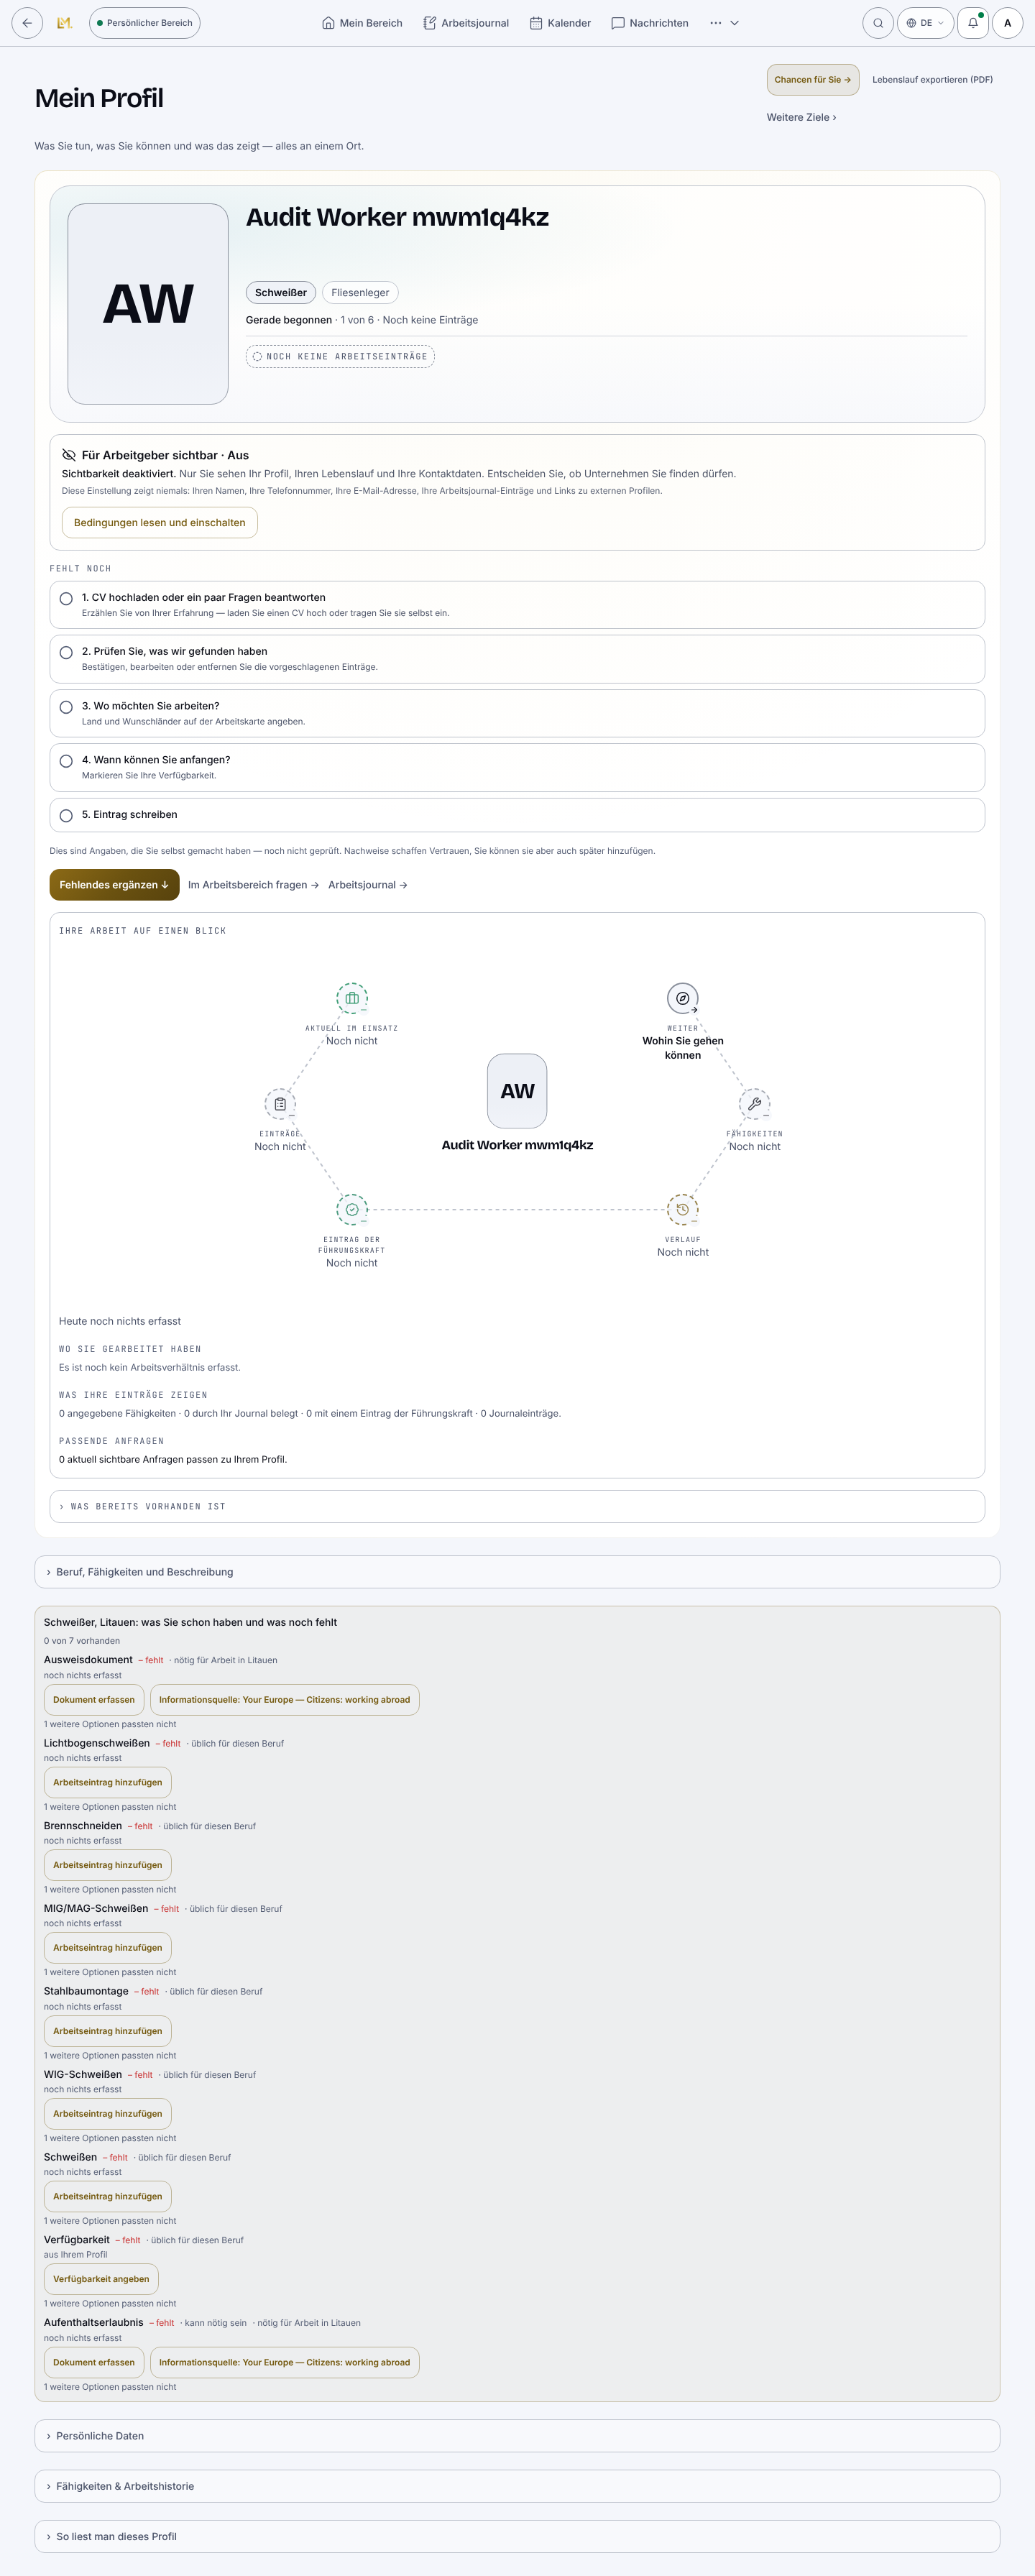 LM
Persönlicher Bereich
Mein Bereich
Arbeitsjournal
Kalender
Nachrichten
DE
A
Mein Profil
Chancen für Sie →
Lebenslauf exportieren (PDF)
Weitere Ziele ›
Was Sie tun, was Sie können und was das zeigt — alles an einem Ort.
AW
Audit Worker mwm1q4kz
Schweißer
Fliesenleger
Gerade begonnen · 1 von 6 · Noch keine Einträge
NOCH KEINE ARBEITSEINTRÄGE
Für Arbeitgeber sichtbar · Aus
Sichtbarkeit deaktiviert. Nur Sie sehen Ihr Profil, Ihren Lebenslauf und Ihre Kontaktdaten. Entscheiden Sie, ob Unternehmen Sie finden dürfen.
Diese Einstellung zeigt niemals: Ihren Namen, Ihre Telefonnummer, Ihre E-Mail-Adresse, Ihre Arbeitsjournal-Einträge und Links zu externen Profilen.
Bedingungen lesen und einschalten
FEHLT NOCH
1. CV hochladen oder ein paar Fragen beantworten
Erzählen Sie von Ihrer Erfahrung — laden Sie einen CV hoch oder tragen Sie sie selbst ein.
2. Prüfen Sie, was wir gefunden haben
Bestätigen, bearbeiten oder entfernen Sie die vorgeschlagenen Einträge.
3. Wo möchten Sie arbeiten?
Land und Wunschländer auf der Arbeitskarte angeben.
4. Wann können Sie anfangen?
Markieren Sie Ihre Verfügbarkeit.
5. Eintrag schreiben
Dies sind Angaben, die Sie selbst gemacht haben — noch nicht geprüft. Nachweise schaffen Vertrauen, Sie können sie aber auch später hinzufügen.
Fehlendes ergänzen ↓
Im Arbeitsbereich fragen →
Arbeitsjournal →
IHRE ARBEIT AUF EINEN BLICK
AKTUELL IM EINSATZ
Noch nicht
WEITER
Wohin Sie gehen
können
AW
Audit Worker mwm1q4kz
EINTRÄGE
Noch nicht
FÄHIGKEITEN
Noch nicht
EINTRAG DER
FÜHRUNGSKRAFT
Noch nicht
VERLAUF
Noch nicht
Heute noch nichts erfasst
WO SIE GEARBEITET HABEN
Es ist noch kein Arbeitsverhältnis erfasst.
WAS IHRE EINTRÄGE ZEIGEN
0 angegebene Fähigkeiten · 0 durch Ihr Journal belegt · 0 mit einem Eintrag der Führungskraft · 0 Journaleinträge.
PASSENDE ANFRAGEN
0 aktuell sichtbare Anfragen passen zu Ihrem Profil.
› WAS BEREITS VORHANDEN IST
› Beruf, Fähigkeiten und Beschreibung
Schweißer, Litauen: was Sie schon haben und was noch fehlt
0 von 7 vorhanden
Ausweisdokument – fehlt · nötig für Arbeit in Litauen
noch nichts erfasst
Dokument erfassen
Informationsquelle: Your Europe — Citizens: working abroad
1 weitere Optionen passten nicht
Lichtbogenschweißen – fehlt · üblich für diesen Beruf
noch nichts erfasst
Arbeitseintrag hinzufügen
1 weitere Optionen passten nicht
Brennschneiden – fehlt · üblich für diesen Beruf
noch nichts erfasst
Arbeitseintrag hinzufügen
1 weitere Optionen passten nicht
MIG/MAG-Schweißen – fehlt · üblich für diesen Beruf
noch nichts erfasst
Arbeitseintrag hinzufügen
1 weitere Optionen passten nicht
Stahlbaumontage – fehlt · üblich für diesen Beruf
noch nichts erfasst
Arbeitseintrag hinzufügen
1 weitere Optionen passten nicht
WIG-Schweißen – fehlt · üblich für diesen Beruf
noch nichts erfasst
Arbeitseintrag hinzufügen
1 weitere Optionen passten nicht
Schweißen – fehlt · üblich für diesen Beruf
noch nichts erfasst
Arbeitseintrag hinzufügen
1 weitere Optionen passten nicht
Verfügbarkeit – fehlt · üblich für diesen Beruf
aus Ihrem Profil
Verfügbarkeit angeben
1 weitere Optionen passten nicht
Aufenthaltserlaubnis – fehlt · kann nötig sein · nötig für Arbeit in Litauen
noch nichts erfasst
Dokument erfassen
Informationsquelle: Your Europe — Citizens: working abroad
1 weitere Optionen passten nicht
› Persönliche Daten
› Fähigkeiten & Arbeitshistorie
› So liest man dieses Profil